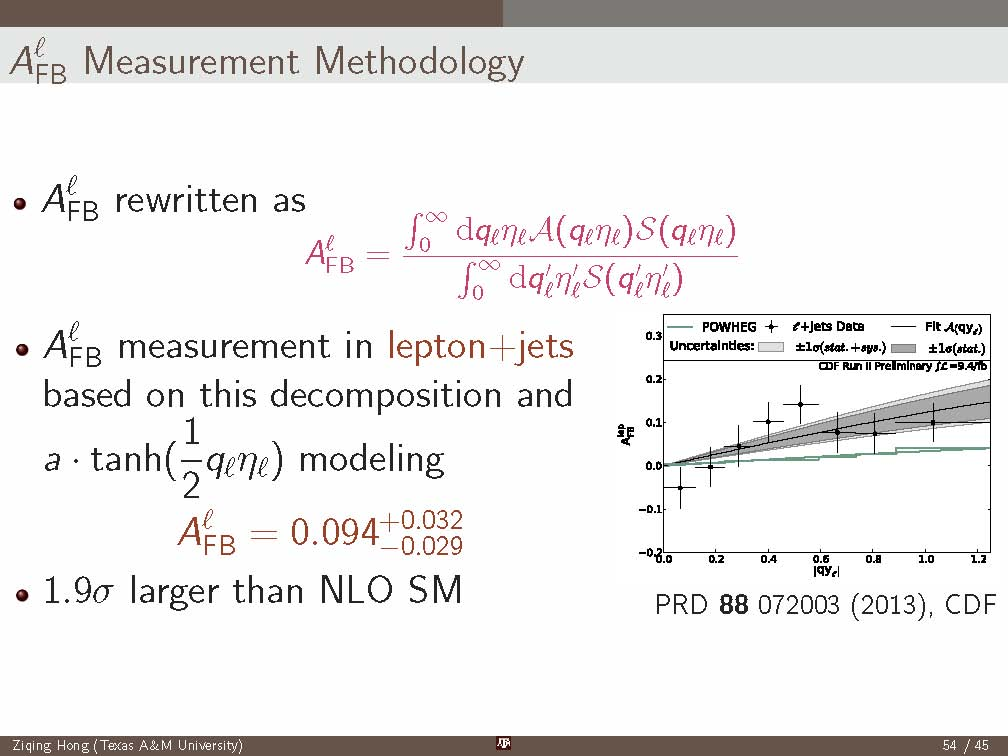 A^ℓ_FB Measurement Methodology
A^ℓ_FB rewritten as
A^ℓ_FB = ∫_0^∞ dq_ℓη_ℓ 𝒜(q_ℓη_ℓ)𝒮(q_ℓη_ℓ) / ∫_0^∞ dq′_ℓη′_ℓ 𝒮(q′_ℓη′_ℓ)
A^ℓ_FB measurement in lepton+jets
based on this decomposition and
a · tanh(1/2 q_ℓη_ℓ) modeling
A^ℓ_FB = 0.094^{+0.032}_{−0.029}
1.9σ larger than NLO SM
POWHEG ℓ+Jets Data Fit 𝒜(qy_ℓ)
Uncertainties: ±1σ(stat.+sys.) ±1σ(stat.)
CDF Run II Preliminary ∫ℒ=9.4/fb
A^lep_FB
0.3
0.2
0.1
0.0
−0.1
−0.2
0.0 0.2 0.4 0.6 0.8 1.0 1.2
|qy_ℓ|
PRD 88 072003 (2013), CDF
Ziqing Hong (Texas A&M University) 54 / 45